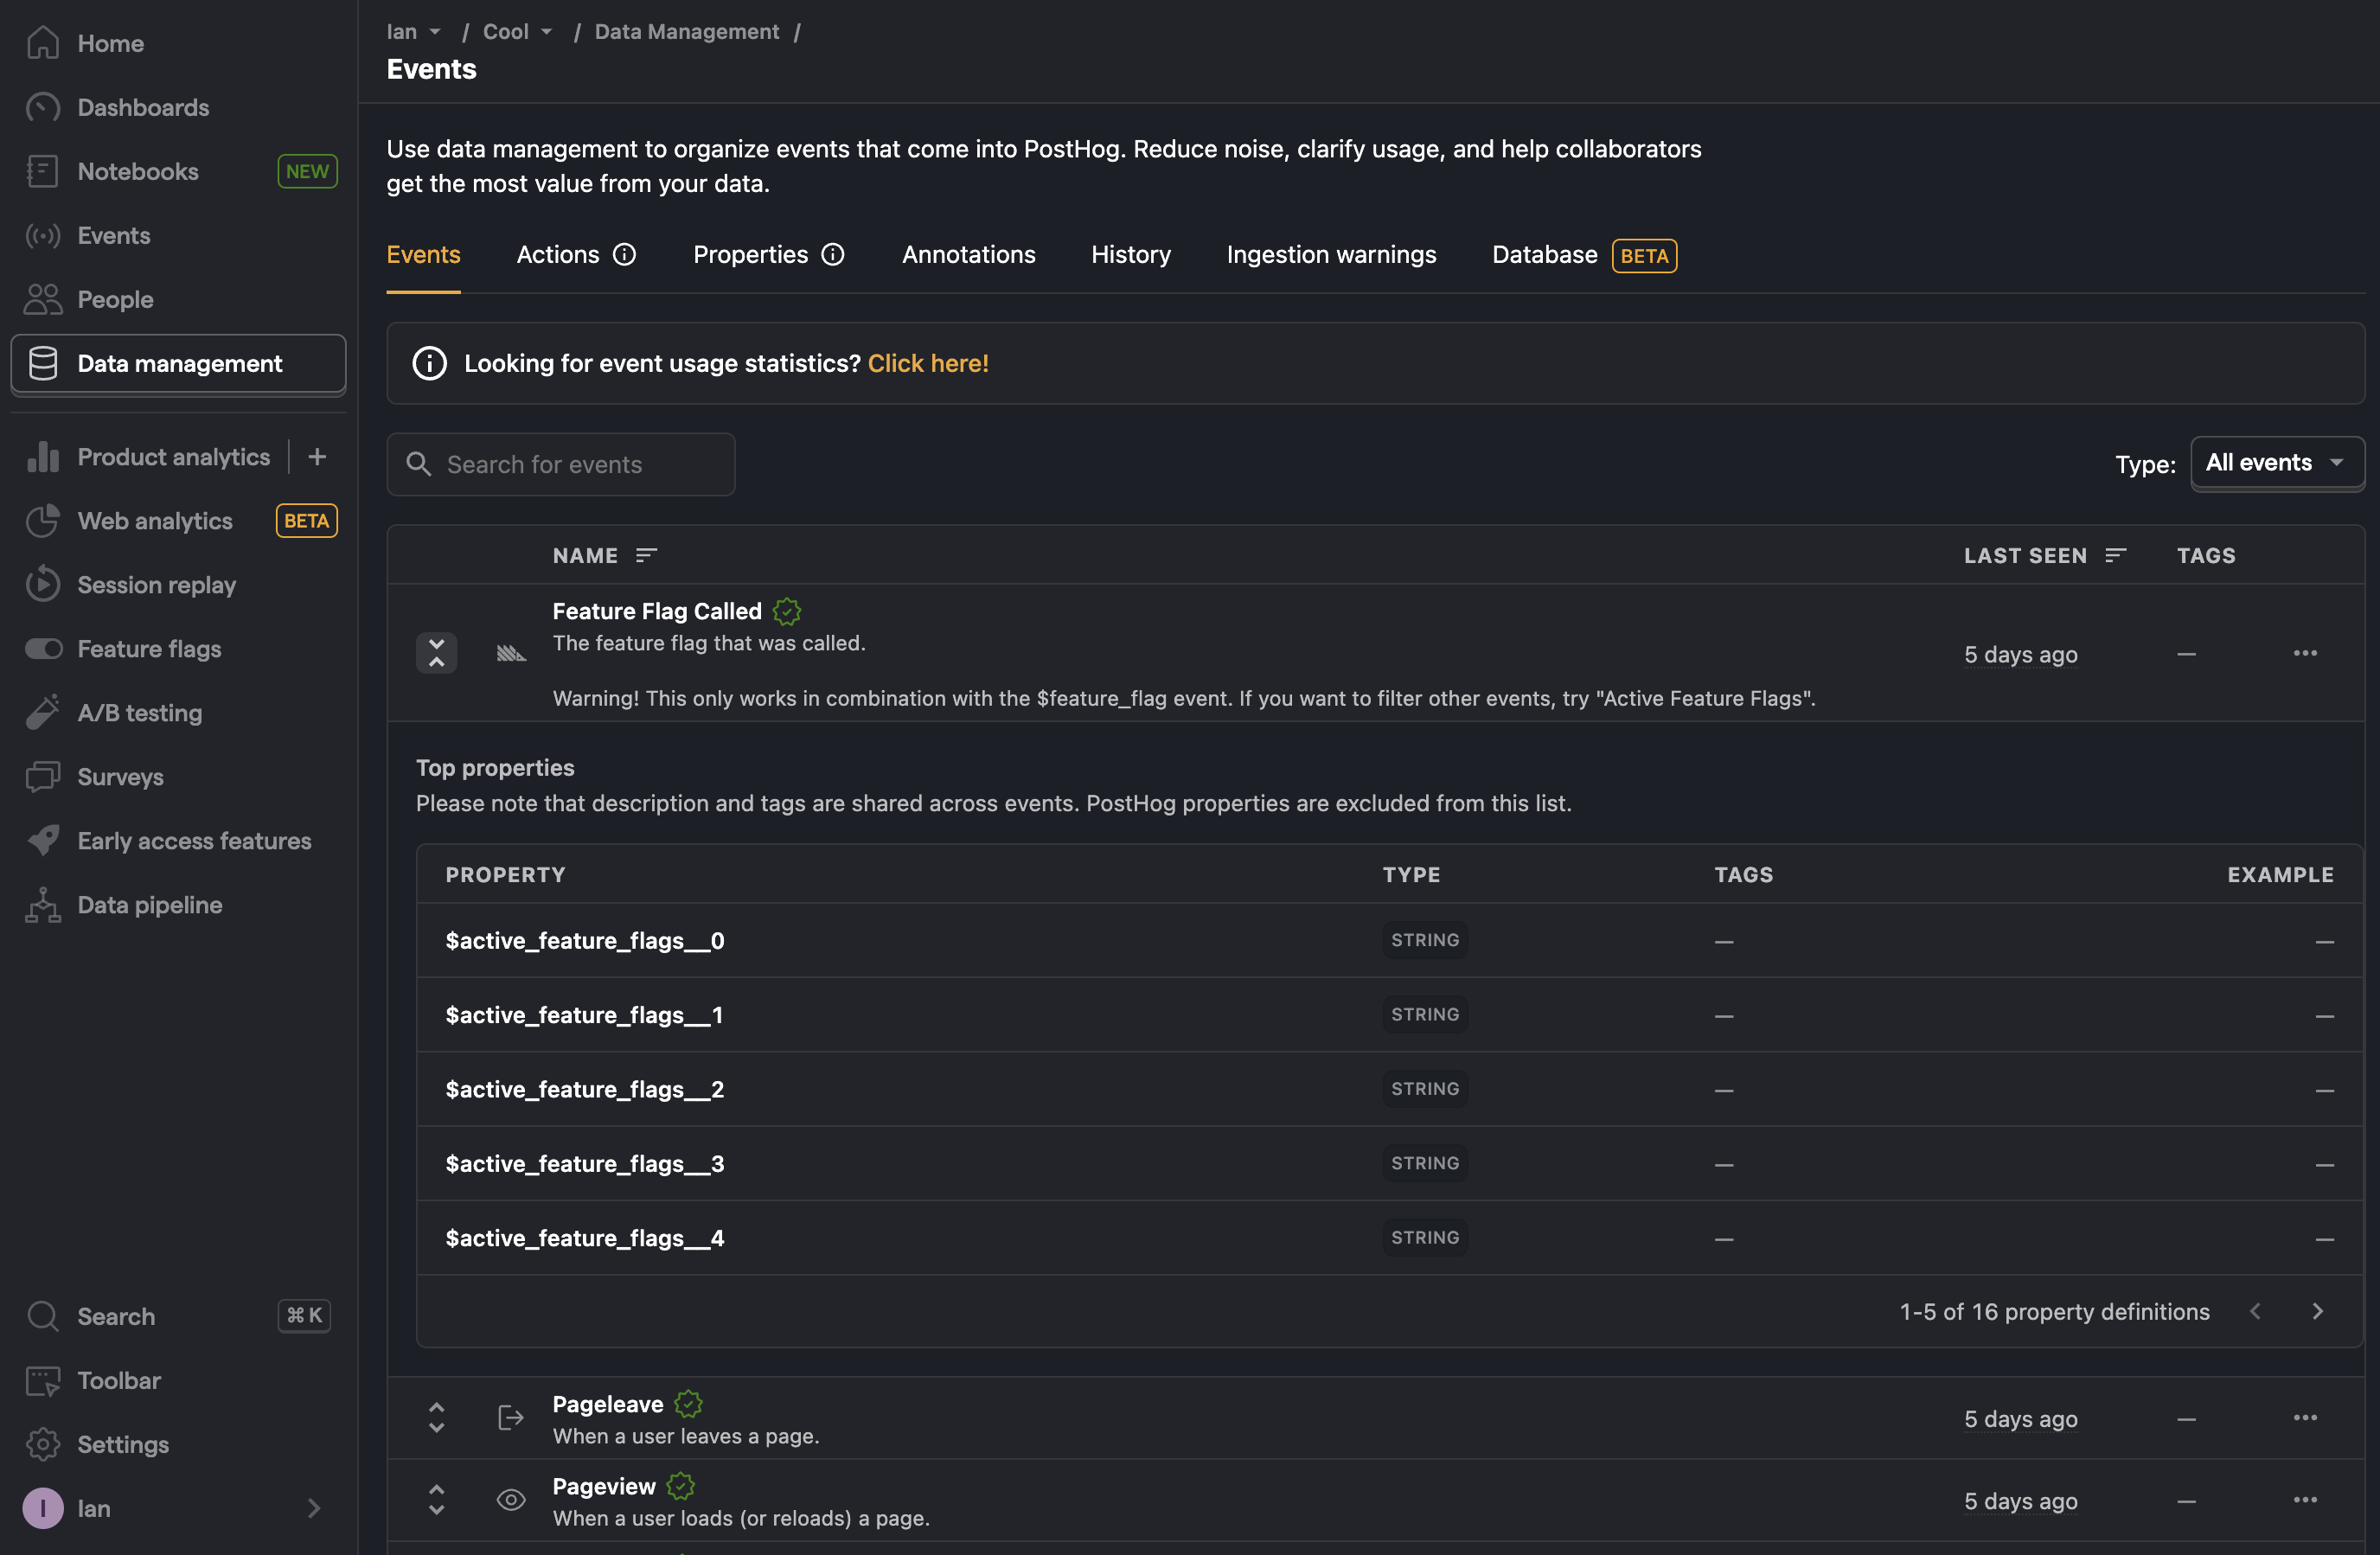 Home
Dashboards
Notebooks NEW
Events
People
Data management
Product analytics +
Web analytics BETA
Session replay
Feature flags
A/B testing
Surveys
Early access features
Data pipeline
Search ⌘ K
Toolbar
Settings
I Ian
Ian / Cool / Data Management /
Events
Use data management to organize events that come into PostHog. Reduce noise, clarify usage, and help collaborators
get the most value from your data.
Events Actions Properties Annotations History Ingestion warnings Database BETA
Looking for event usage statistics? Click here!
Search for events Type: All events
NAME LAST SEEN TAGS
Feature Flag Called
The feature flag that was called.
5 days ago — ···
Warning! This only works in combination with the $feature_flag event. If you want to filter other events, try "Active Feature Flags".
Top properties
Please note that description and tags are shared across events. PostHog properties are excluded from this list.
PROPERTY TYPE TAGS EXAMPLE
$active_feature_flags__0 STRING — —
$active_feature_flags__1 STRING — —
$active_feature_flags__2 STRING — —
$active_feature_flags__3 STRING — —
$active_feature_flags__4 STRING — —
1-5 of 16 property definitions
Pageleave
When a user leaves a page.
5 days ago — ···
Pageview
When a user loads (or reloads) a page.
5 days ago — ···